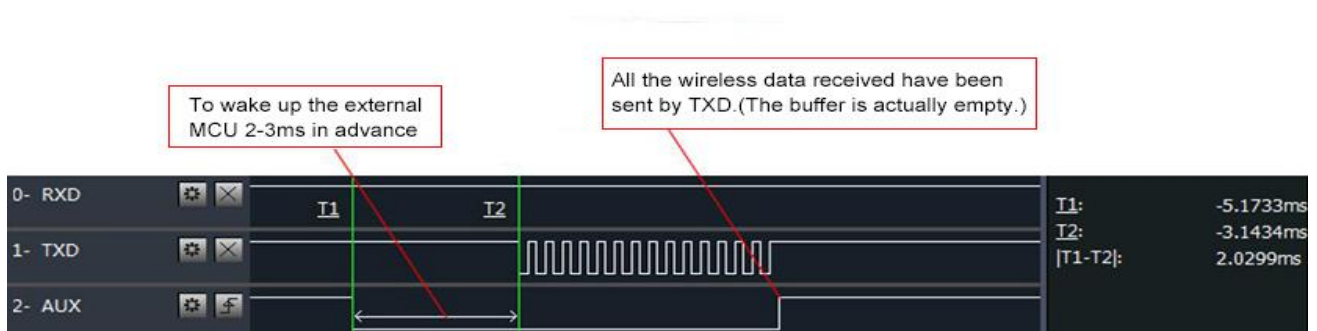 To wake up the external
MCU 2-3ms in advance
All the wireless data received have been
sent by TXD.(The buffer is actually empty.)
0- RXD
T1
T2
1- TXD
2- AUX
T1: -5.1733ms
T2: -3.1434ms
|T1-T2|: 2.0299ms